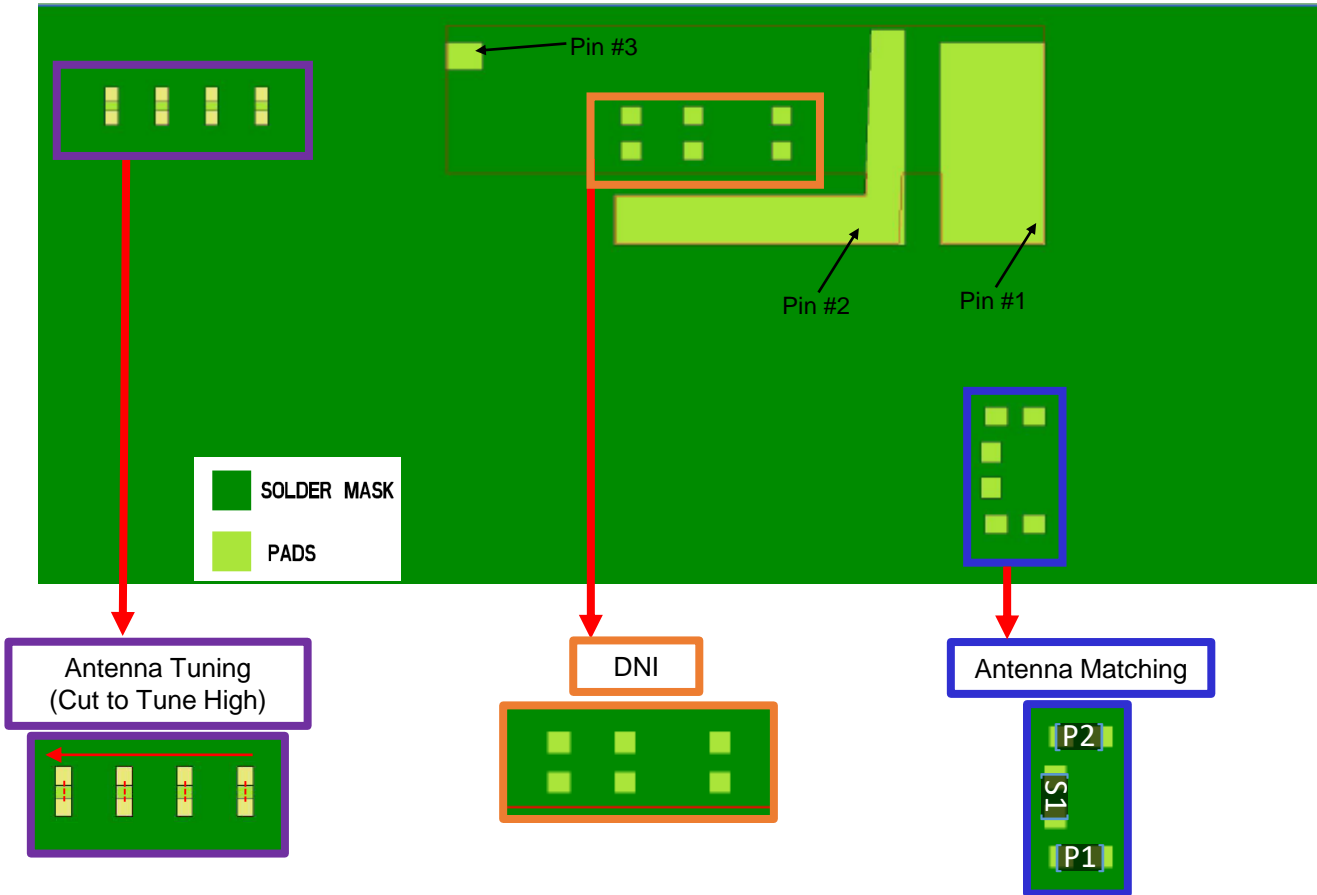 Pin #3
Pin #2
Pin #1
SOLDER MASK
PADS
Antenna Tuning
(Cut to Tune High)
DNI
Antenna Matching
P2
S1
P1